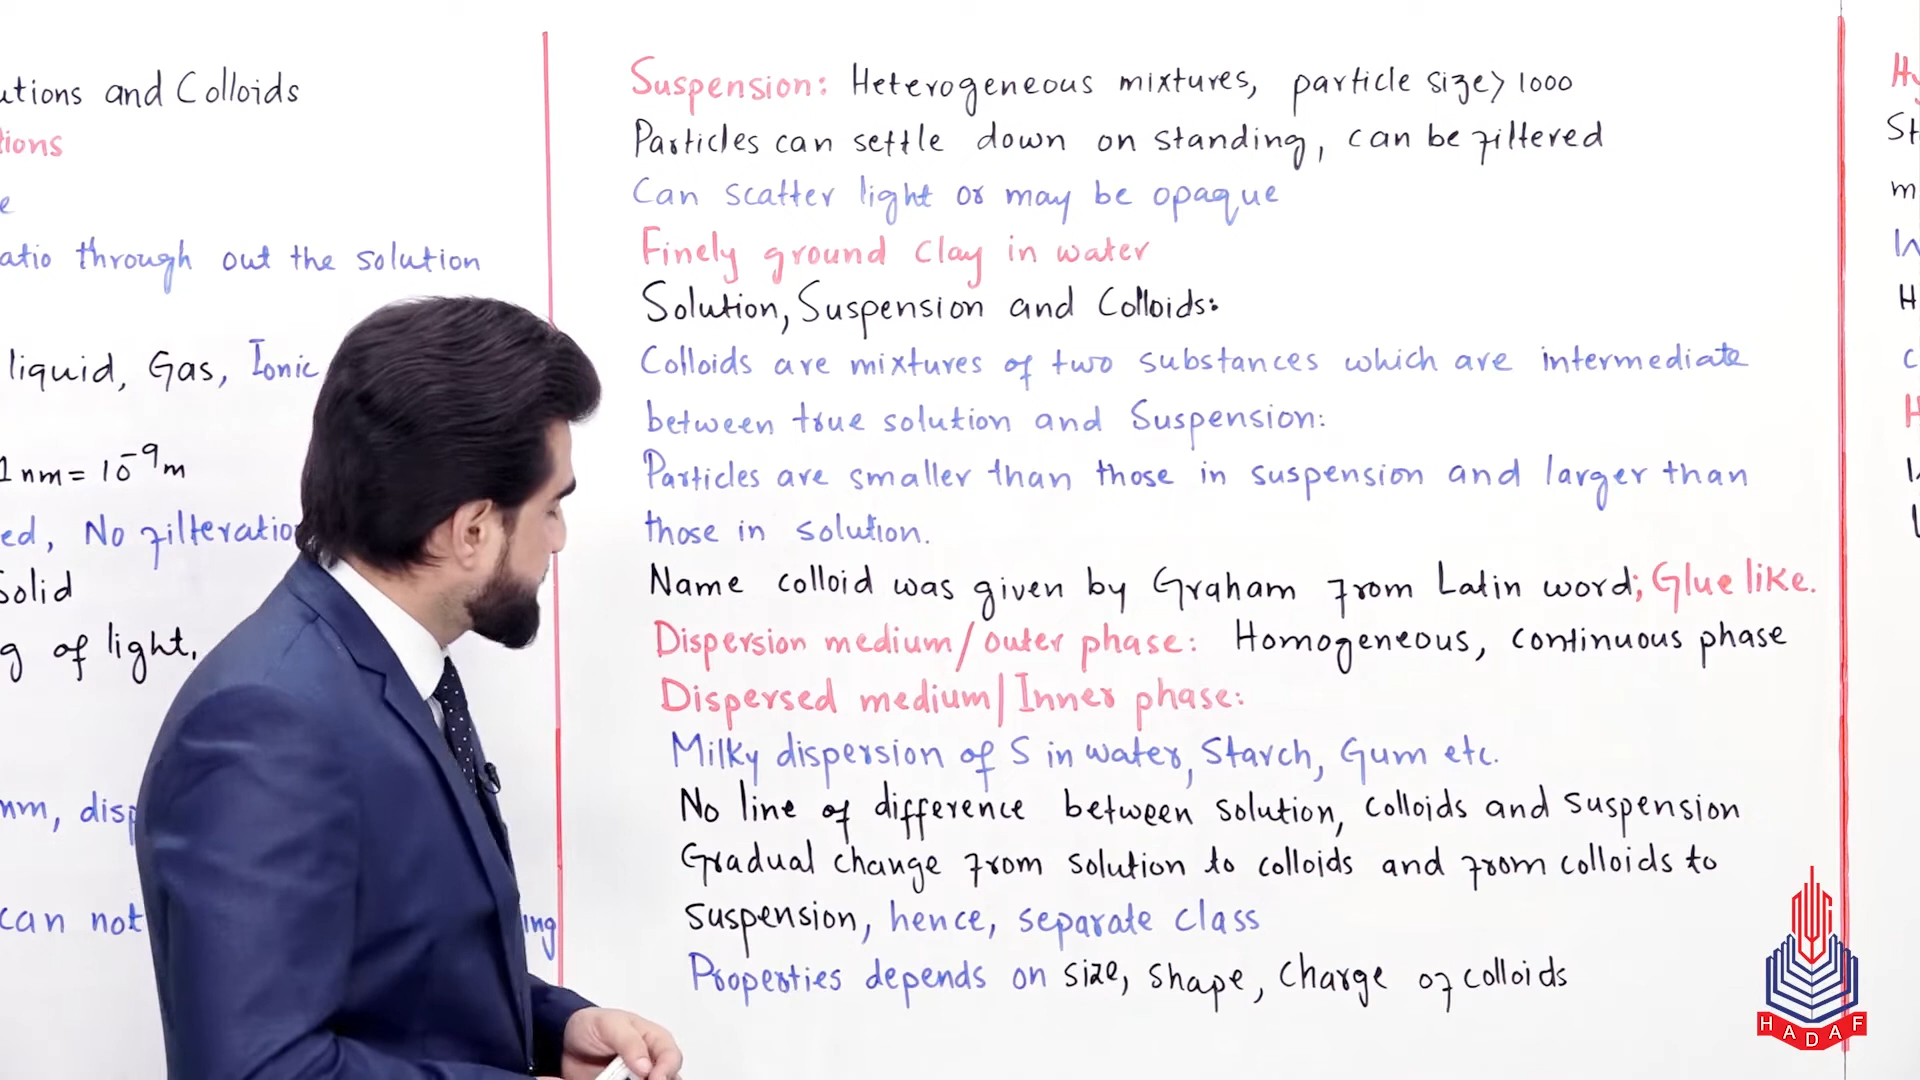 utions and Colloids
tions
e
atio through out the solution
liquid, Gas, Ionic
1 nm = 10⁻⁹m
ed, No filteratio
Solid
g of light,
nm, disp
can not
ing
Suspension: Heterogeneous mixtures, particle size > 1000
Particles can settle down on standing, can be filtered
Can scatter light or may be opaque
Finely ground clay in water
Solution, Suspension and Colloids:
Colloids are mixtures of two substances which are intermediate
between true solution and Suspension:
Particles are smaller than those in suspension and larger than
those in solution.
Name colloid was given by Graham from Latin word; Glue like.
Dispersion medium/outer phase: Homogeneous, continuous phase
Dispersed medium/Inner phase:
Milky dispersion of S in water, Starch, Gum etc.
No line of difference between solution, colloids and suspension
Gradual change from solution to colloids and from colloids to
suspension, hence, separate class
Properties depends on size, shape, charge of colloids
Hy
St
m
H
c
H
HADAF